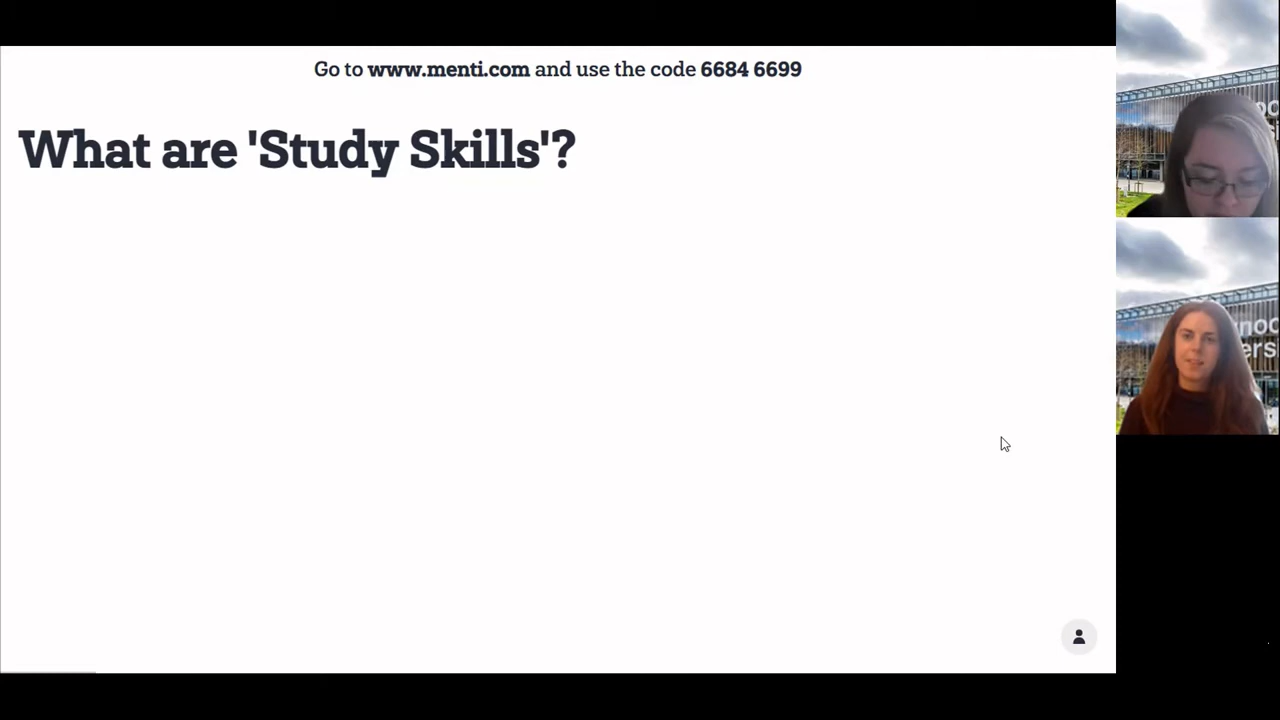 Go to www.menti.com and use the code 6684 6699
What are 'Study Skills'?